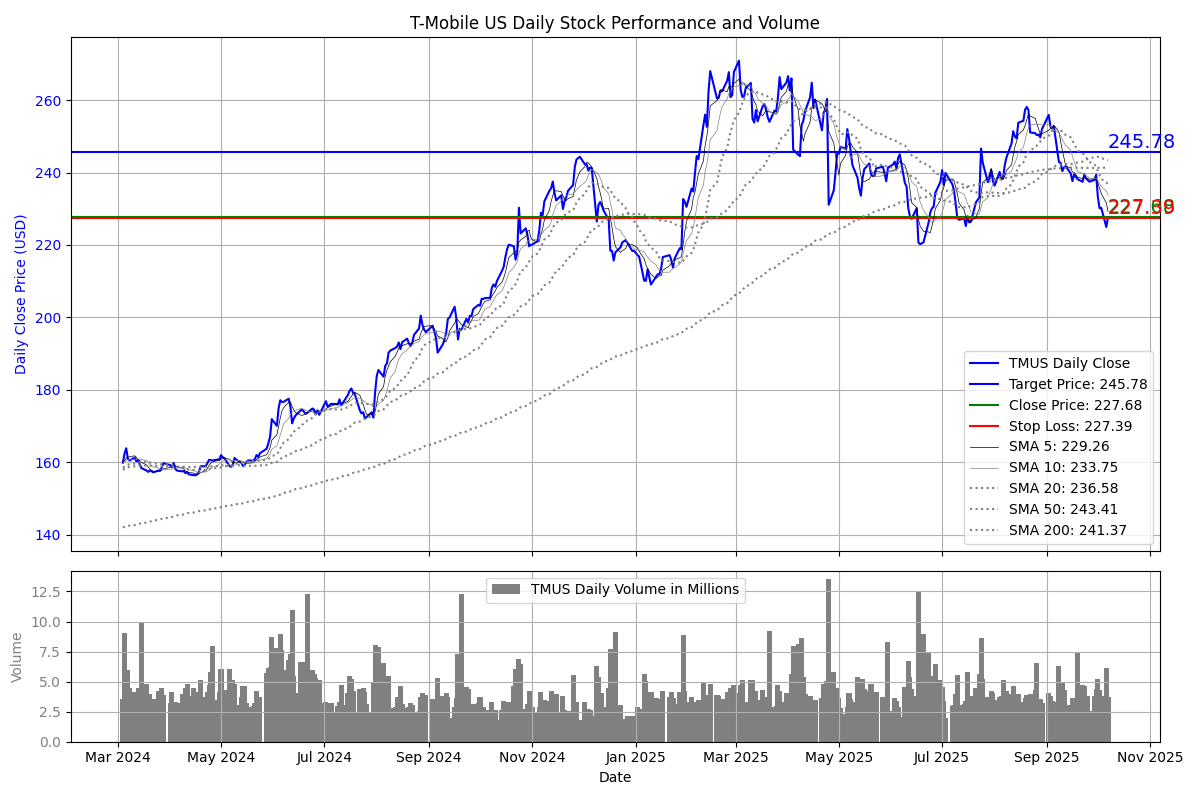 T-Mobile US Daily Stock Performance and Volume
Daily Close Price (USD)
260
240
220
200
180
160
140
245.78
227.39
TMUS Daily Close
Target Price: 245.78
Close Price: 227.68
Stop Loss: 227.39
SMA 5: 229.26
SMA 10: 233.75
SMA 20: 236.58
SMA 50: 243.41
SMA 200: 241.37
Volume
12.5
10.0
7.5
5.0
2.5
0.0
TMUS Daily Volume in Millions
Mar 2024 May 2024 Jul 2024 Sep 2024 Nov 2024 Jan 2025 Mar 2025 May 2025 Jul 2025 Sep 2025 Nov 2025
Date